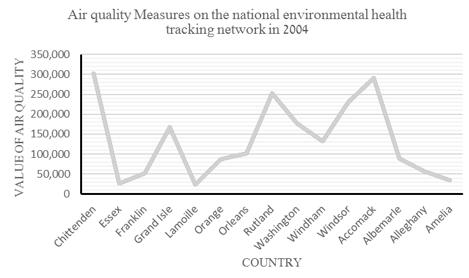 Air quality Measures on the national environmental health
tracking network in 2004
VALUE OF AIR QUALITY
350,000
300,000
250,000
200,000
150,000
100,000
50,000
0
Chittenden
Essex
Franklin
Grand Isle
Lamoille
Orange
Orleans
Rutland
Washington
Windham
Windsor
Accomack
Albemarle
Alleghany
Amelia
COUNTRY